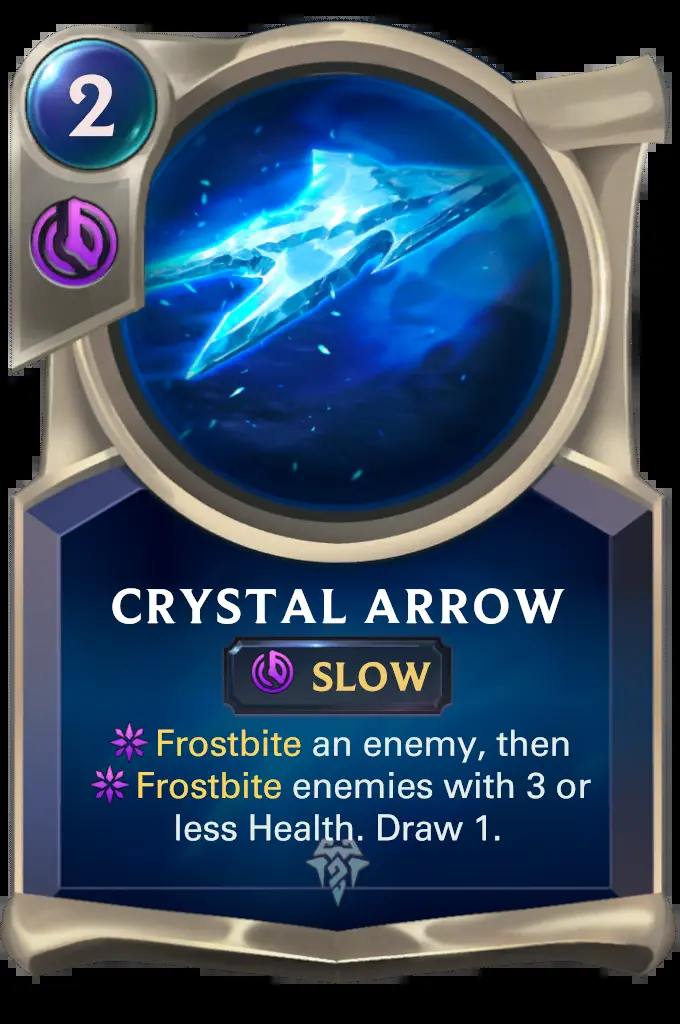 2
CRYSTAL ARROW
SLOW
Frostbite an enemy, then
Frostbite enemies with 3 or
less Health. Draw 1.